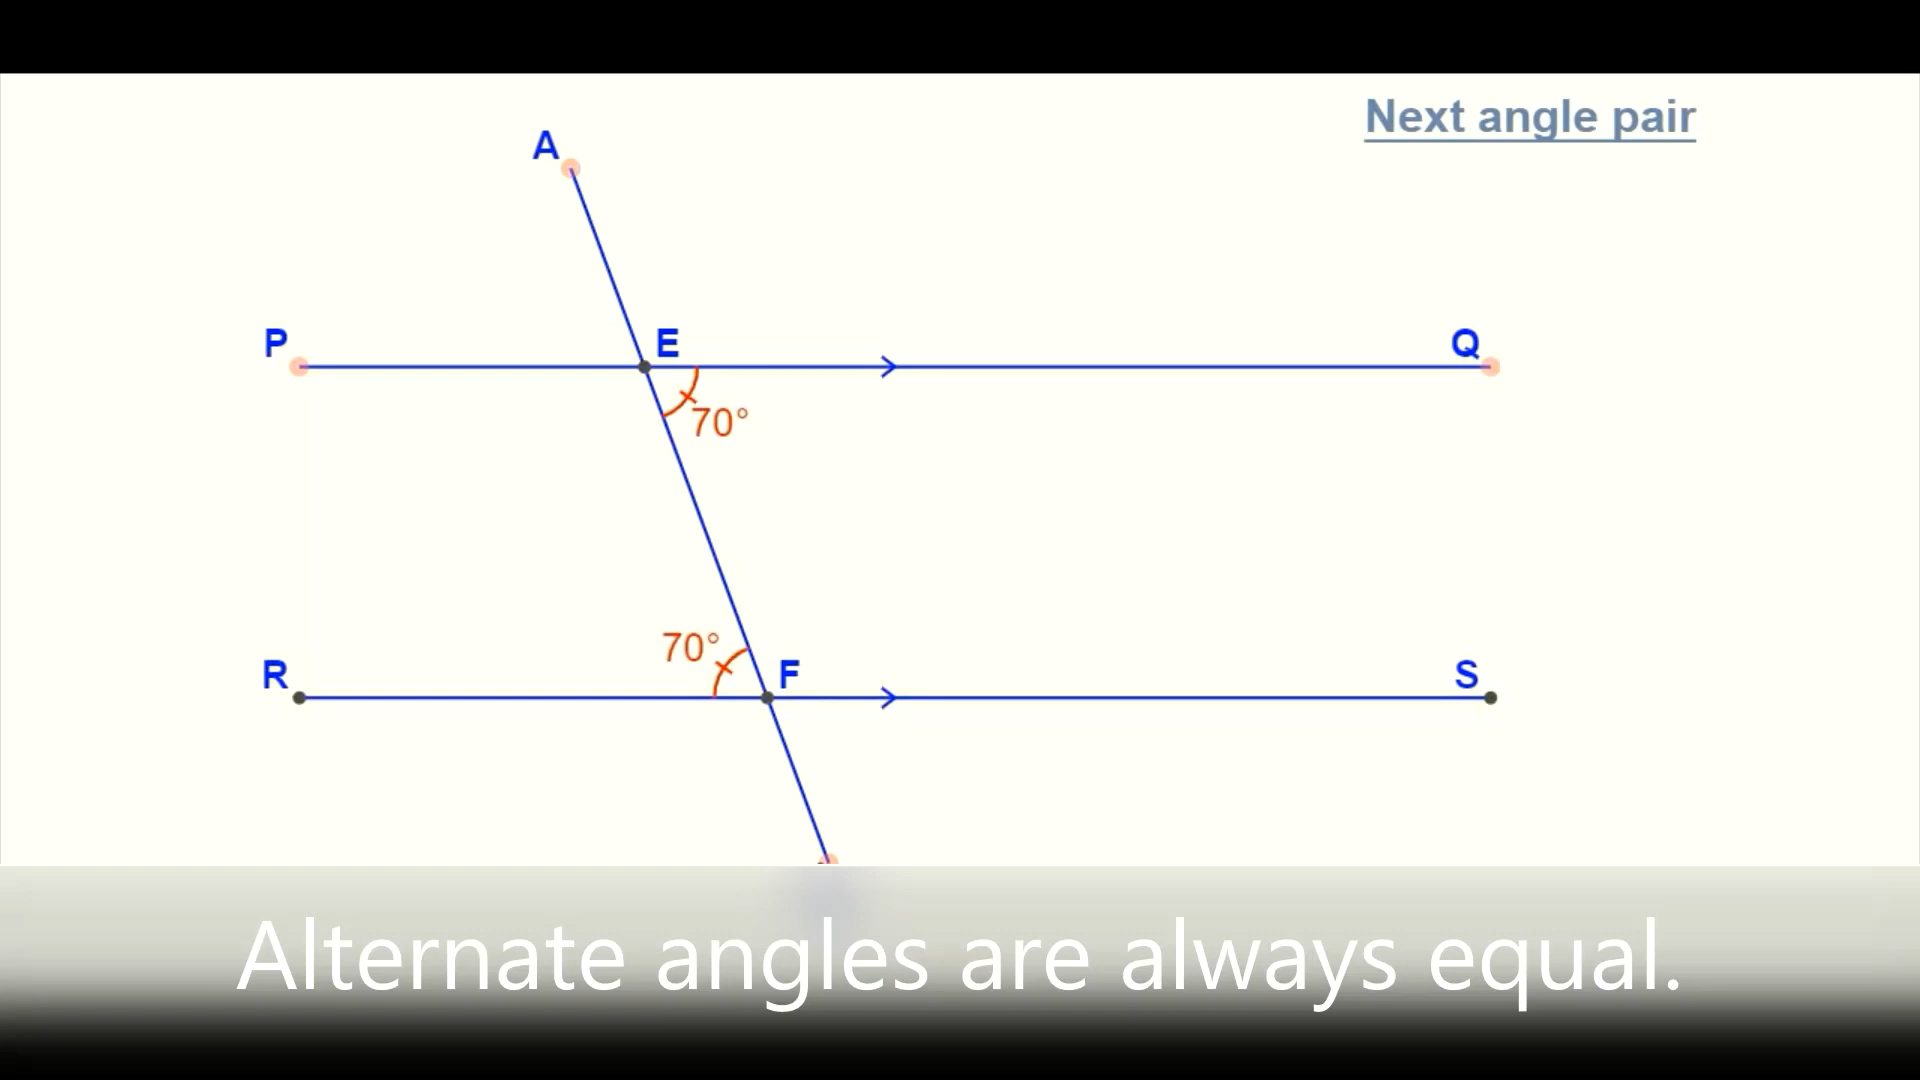 Next angle pair
A
P
E
Q
70°
70°
R
F
S
Alternate angles are always equal.